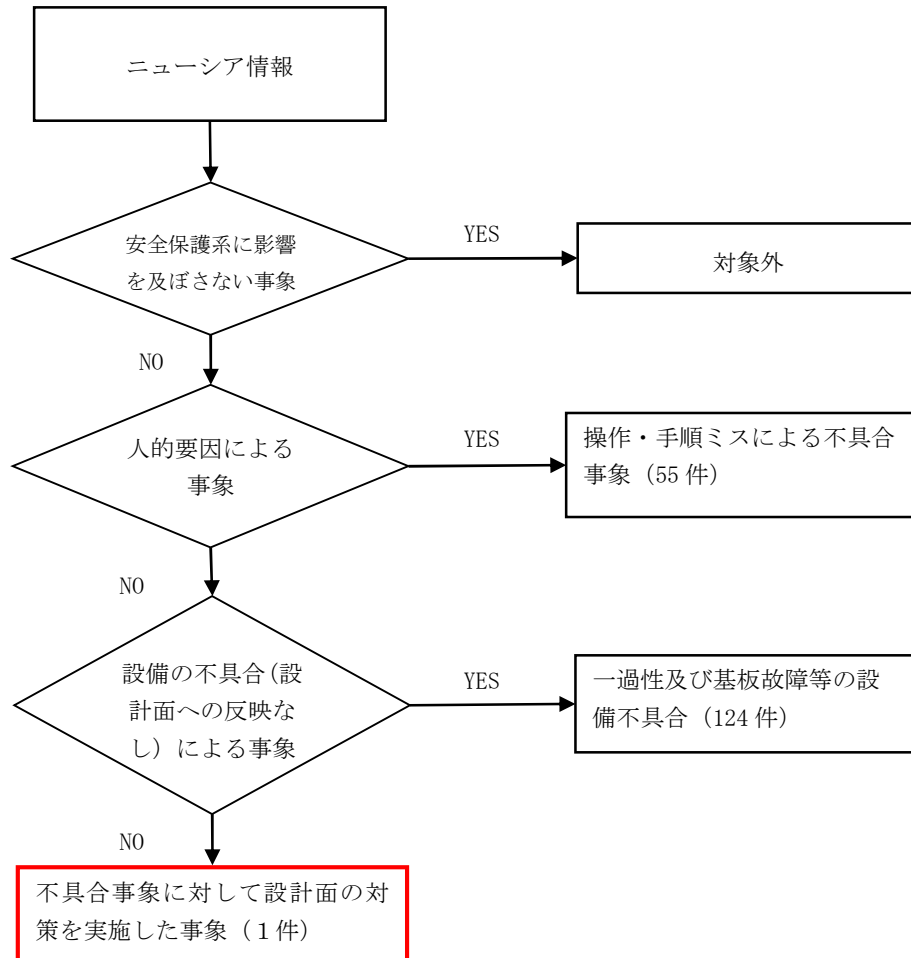 ニューシア情報
安全保護系に影響
を及ぼさない事象
YES
対象外
NO
人的要因による
事象
YES
操作・手順ミスによる不具合
事象（55 件）
NO
設備の不具合(設
計面への反映な
し）による事象
YES
一過性及び基板故障等の設
備不具合（124 件）
NO
不具合事象に対して設計面の対
策を実施した事象（１件）